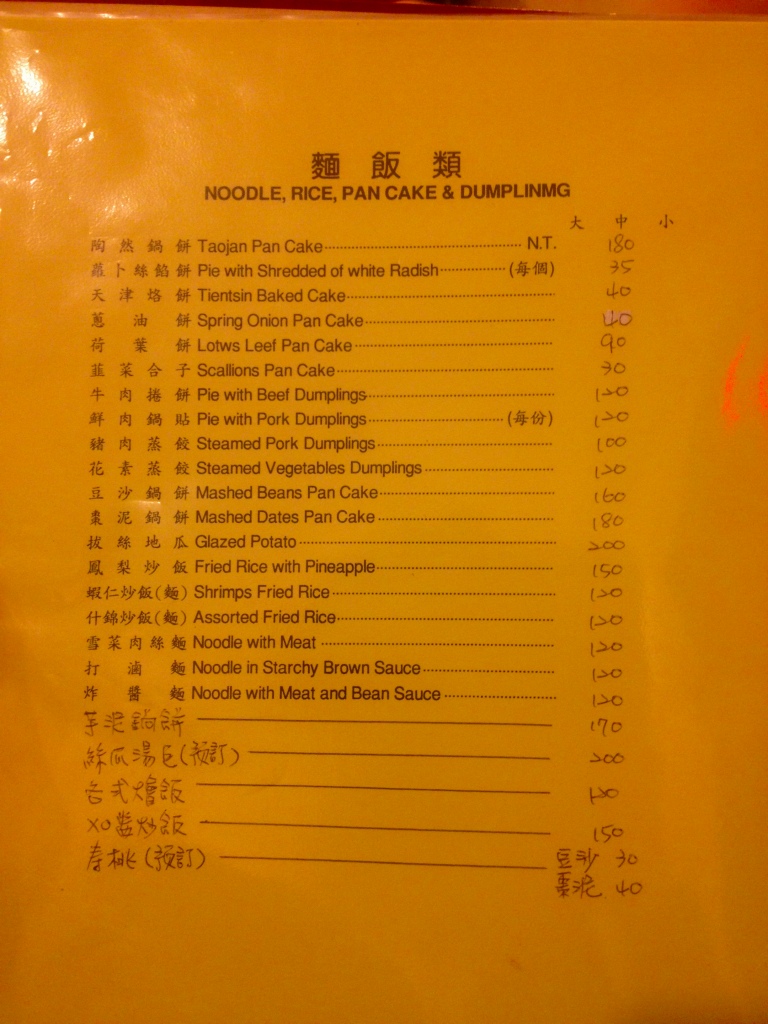 麵飯類
NOODLE, RICE, PAN CAKE & DUMPLINMG
大 中 小
陶然鍋餅 Taojan Pan Cake N.T. 180
蘿卜絲餡餅 Pie with Shredded of white Radish (每個) 35
天津烙餅 Tientsin Baked Cake 40
蔥油餅 Spring Onion Pan Cake 40
荷葉餅 Lotws Leef Pan Cake 90
韮菜合子 Scallions Pan Cake 30
牛肉捲餅 Pie with Beef Dumplings 120
鮮肉鍋貼 Pie with Pork Dumplings (每份) 120
豬肉蒸餃 Steamed Pork Dumplings 100
花素蒸餃 Steamed Vegetables Dumplings 120
豆沙鍋餅 Mashed Beans Pan Cake 160
棗泥鍋餅 Mashed Dates Pan Cake 180
拔絲地瓜 Glazed Potato 200
鳳梨炒飯 Fried Rice with Pineapple 150
蝦仁炒飯(麵) Shrimps Fried Rice 120
什錦炒飯(麵) Assorted Fried Rice 120
雪菜肉絲麵 Noodle with Meat 120
打滷麵 Noodle in Starchy Brown Sauce 120
炸醬麵 Noodle with Meat and Bean Sauce 120
芋泥鍋餅 170
絲瓜湯包(預訂) 200
各式燴飯 120
XO醬炒飯 150
寿桃(預訂) 豆沙 30
棗泥 40